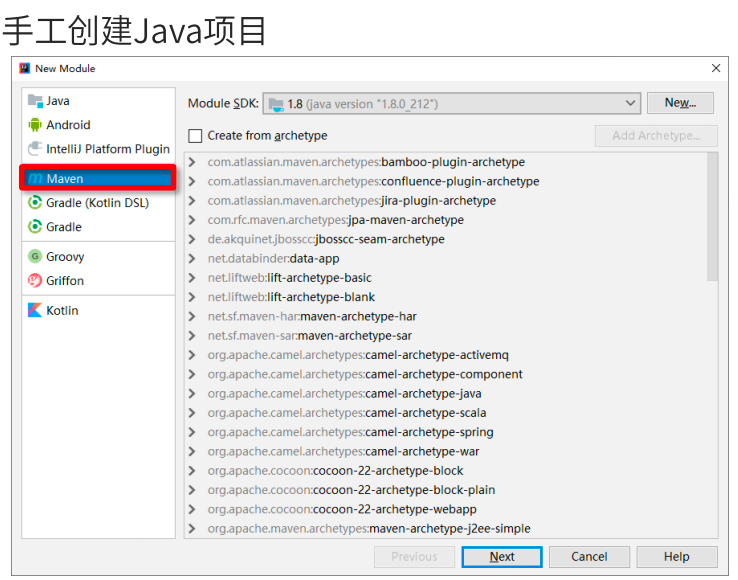 手工创建Java项目
New Module
Java
Android
IntelliJ Platform Plugin
Maven
Gradle (Kotlin DSL)
Gradle
Groovy
Griffon
Kotlin
Module SDK: 1.8 (java version "1.8.0_212") New...
Create from archetype Add Archetype...
com.atlassian.maven.archetypes:bamboo-plugin-archetype
com.atlassian.maven.archetypes:confluence-plugin-archetype
com.atlassian.maven.archetypes:jira-plugin-archetype
com.rfc.maven.archetypes:jpa-maven-archetype
de.akquinet.jbosscc:jbosscc-seam-archetype
net.databinder:data-app
net.liftweb:lift-archetype-basic
net.liftweb:lift-archetype-blank
net.sf.maven-har:maven-archetype-har
net.sf.maven-sar:maven-archetype-sar
org.apache.camel.archetypes:camel-archetype-activemq
org.apache.camel.archetypes:camel-archetype-component
org.apache.camel.archetypes:camel-archetype-java
org.apache.camel.archetypes:camel-archetype-scala
org.apache.camel.archetypes:camel-archetype-spring
org.apache.camel.archetypes:camel-archetype-war
org.apache.cocoon:cocoon-22-archetype-block
org.apache.cocoon:cocoon-22-archetype-block-plain
org.apache.cocoon:cocoon-22-archetype-webapp
org.apache.maven.archetypes:maven-archetype-j2ee-simple
Previous Next Cancel Help